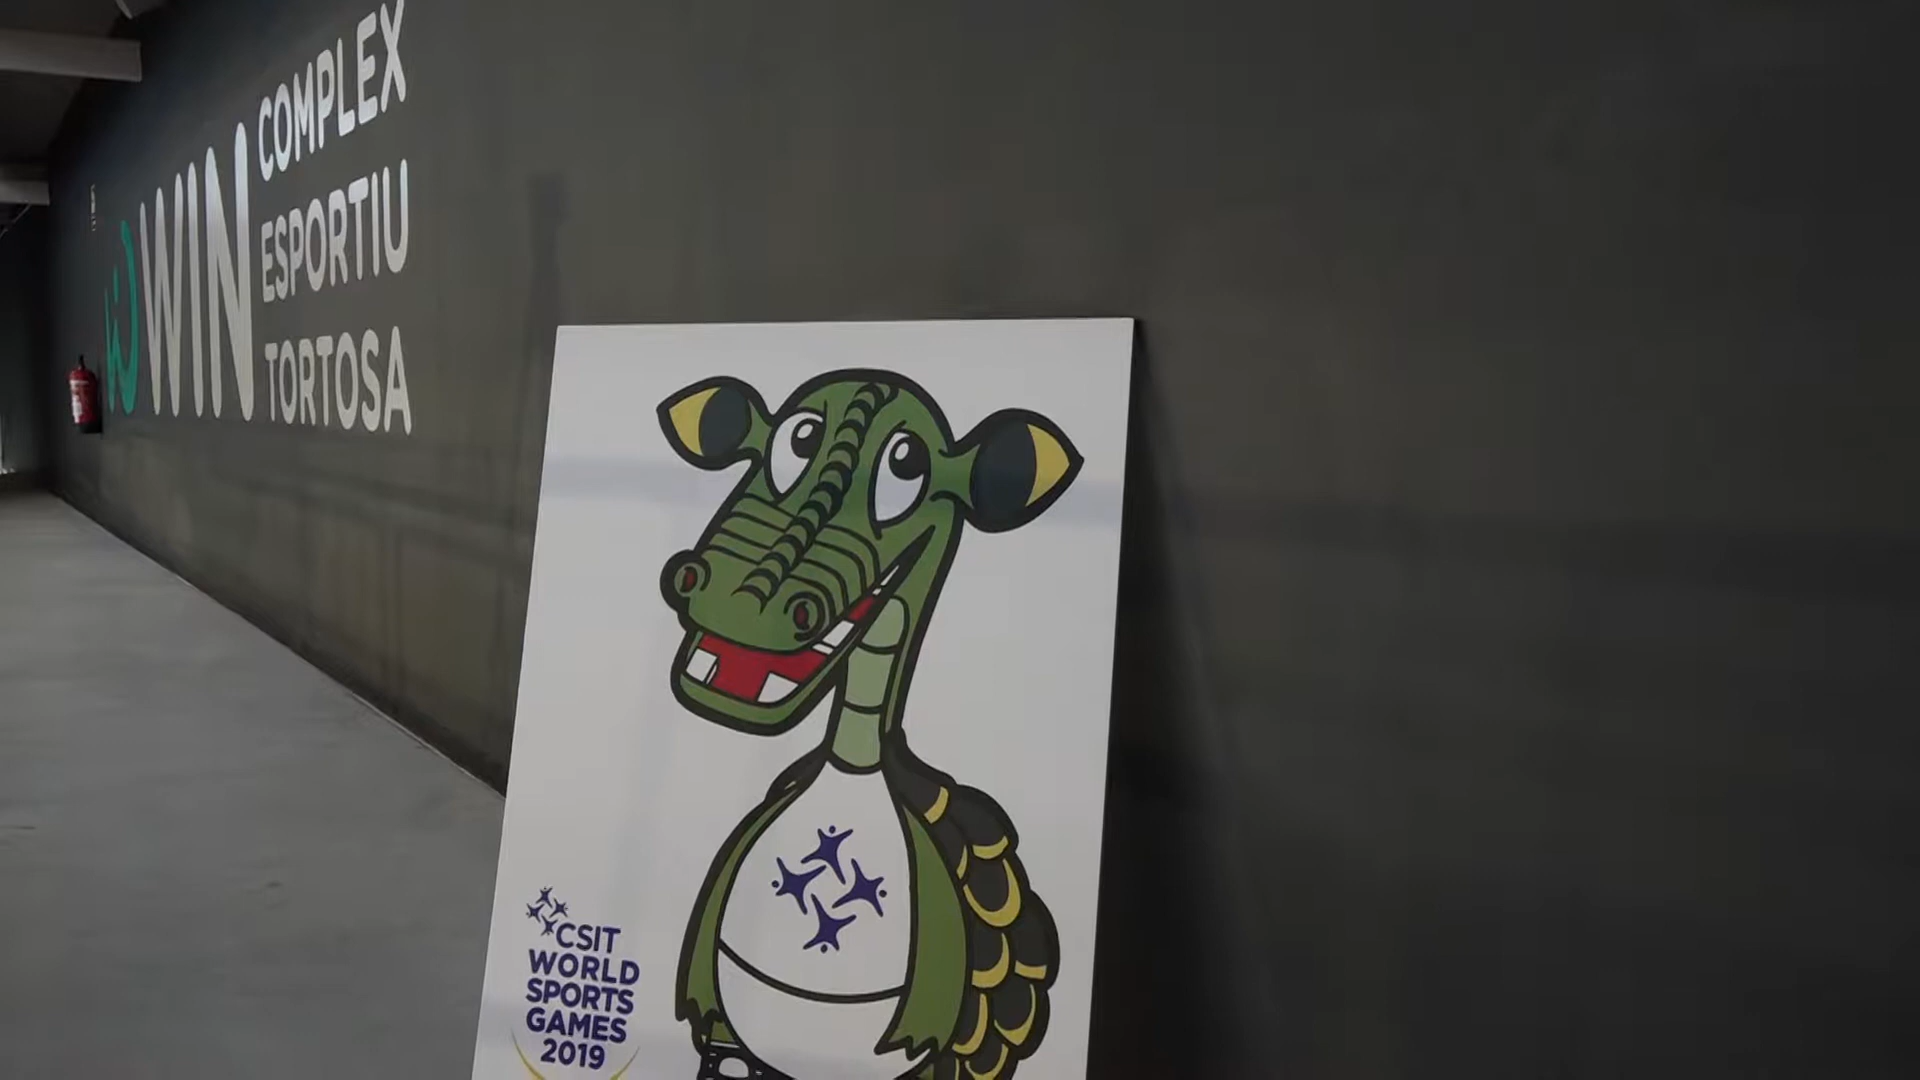 WIN
COMPLEX
ESPORTIU
TORTOSA
CSIT
WORLD
SPORTS
GAMES
2019